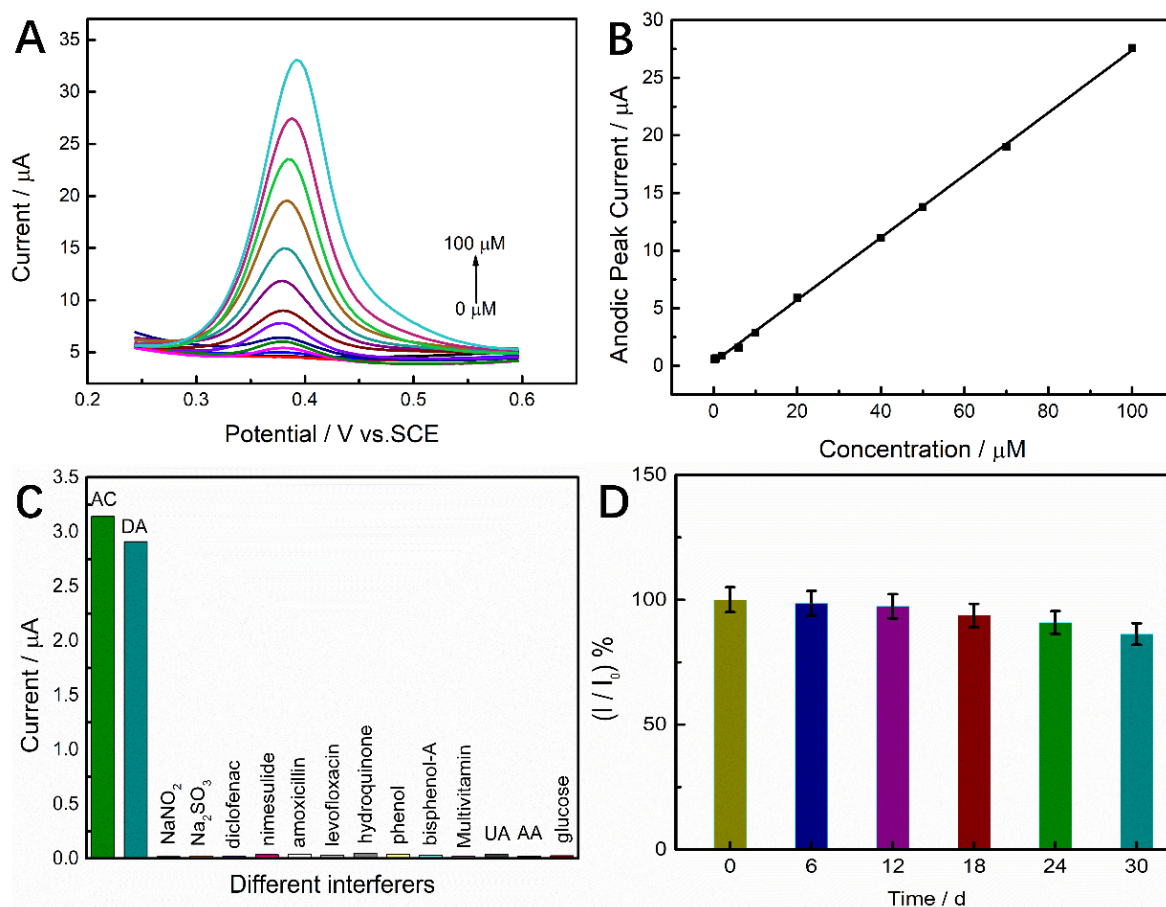 A
35
30
25
20
15
10
5
Current / μA
100 μM
0 μM
0.2
0.3
0.4
0.5
0.6
Potential / V vs.SCE
B
30
25
20
15
10
5
0
Anodic Peak Current / μA
0
20
40
60
80
100
Concentration / μM
C
3.5
3.0
2.5
2.0
1.5
1.0
0.5
0.0
Current / μA
AC
DA
NaNO₂
Na₂SO₃
diclofenac
nimesulide
amoxicillin
levofloxacin
hydroquinone
phenol
bisphenol-A
Multivitamin
UA
AA
glucose
Different interferers
D
150
100
50
0
(I / I₀) %
0
6
12
18
24
30
Time / d